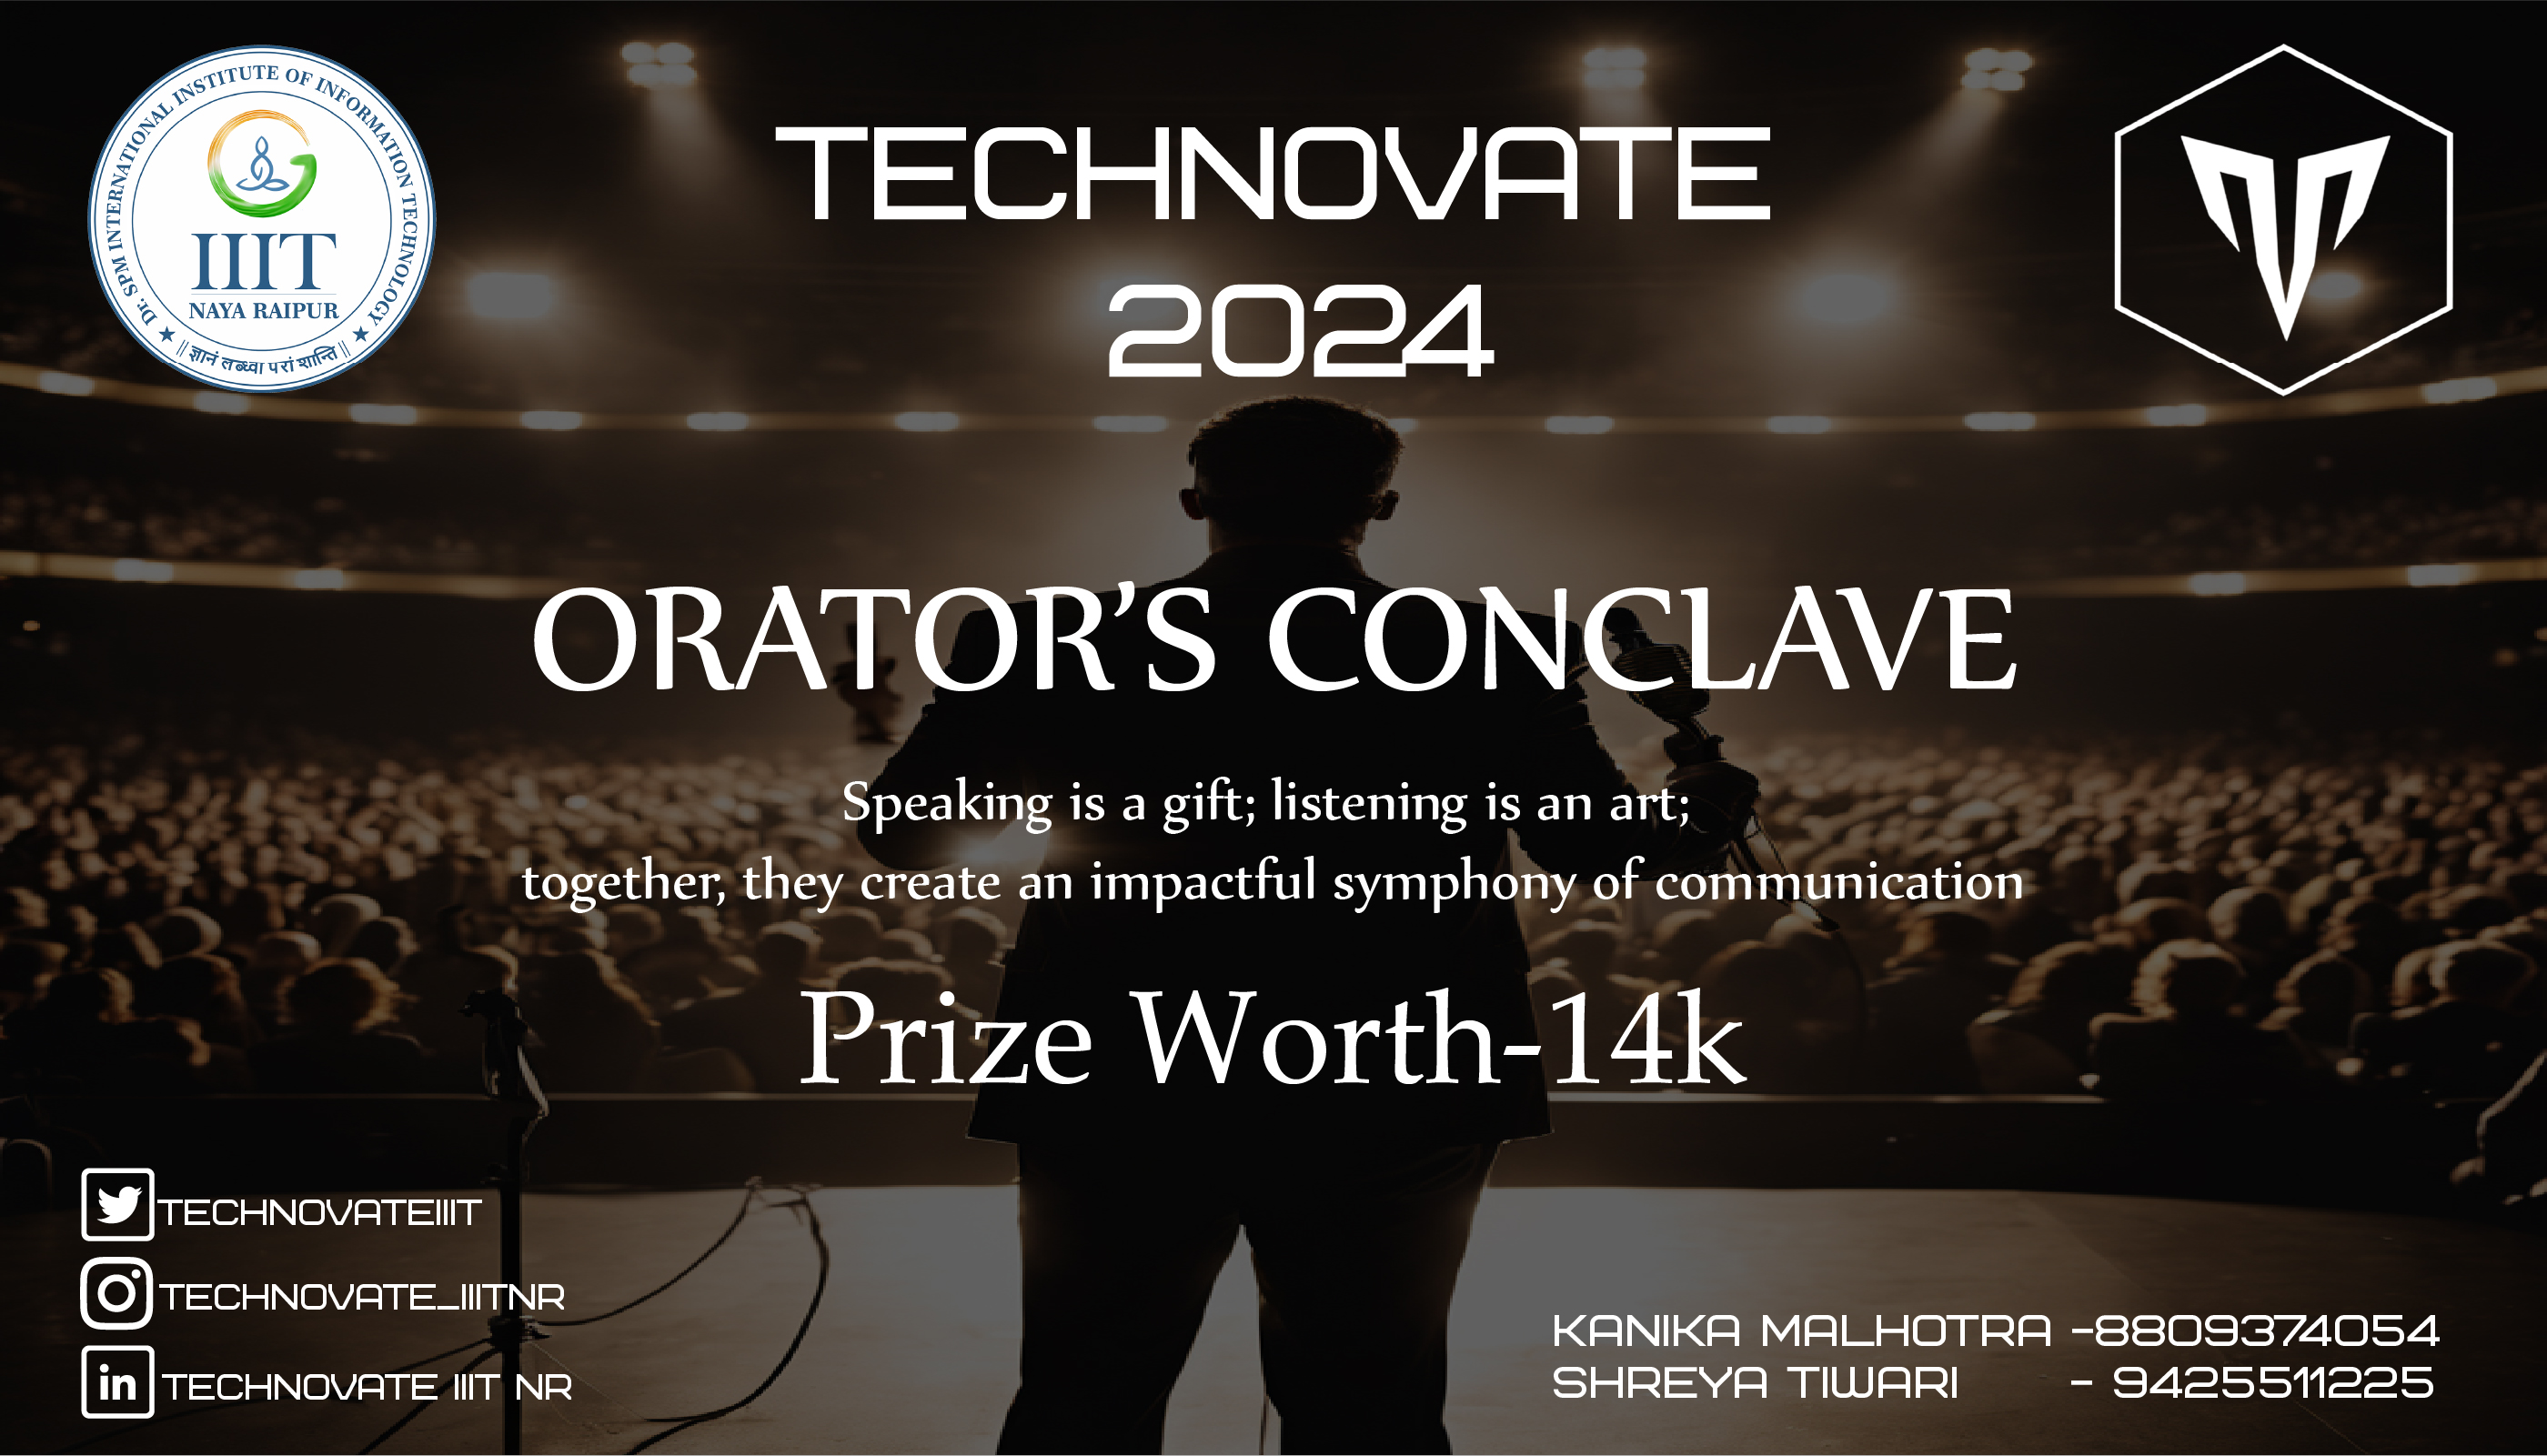 Dr. SPM INTERNATIONAL INSTITUTE OF INFORMATION TECHNOLOGY
IIIT
NAYA RAIPUR
★ || ज्ञानं लब्ध्वा परां शान्ति || ★
TECHNOVATE
2024
ORATOR’S CONCLAVE
Speaking is a gift; listening is an art;
together, they create an impactful symphony of communication
Prize Worth-14k
TECHNOVATEIIIT
TECHNOVATE_IIITNR
in TECHNOVATE IIIT NR
KANIKA MALHOTRA -8809374054
SHREYA TIWARI - 9425511225